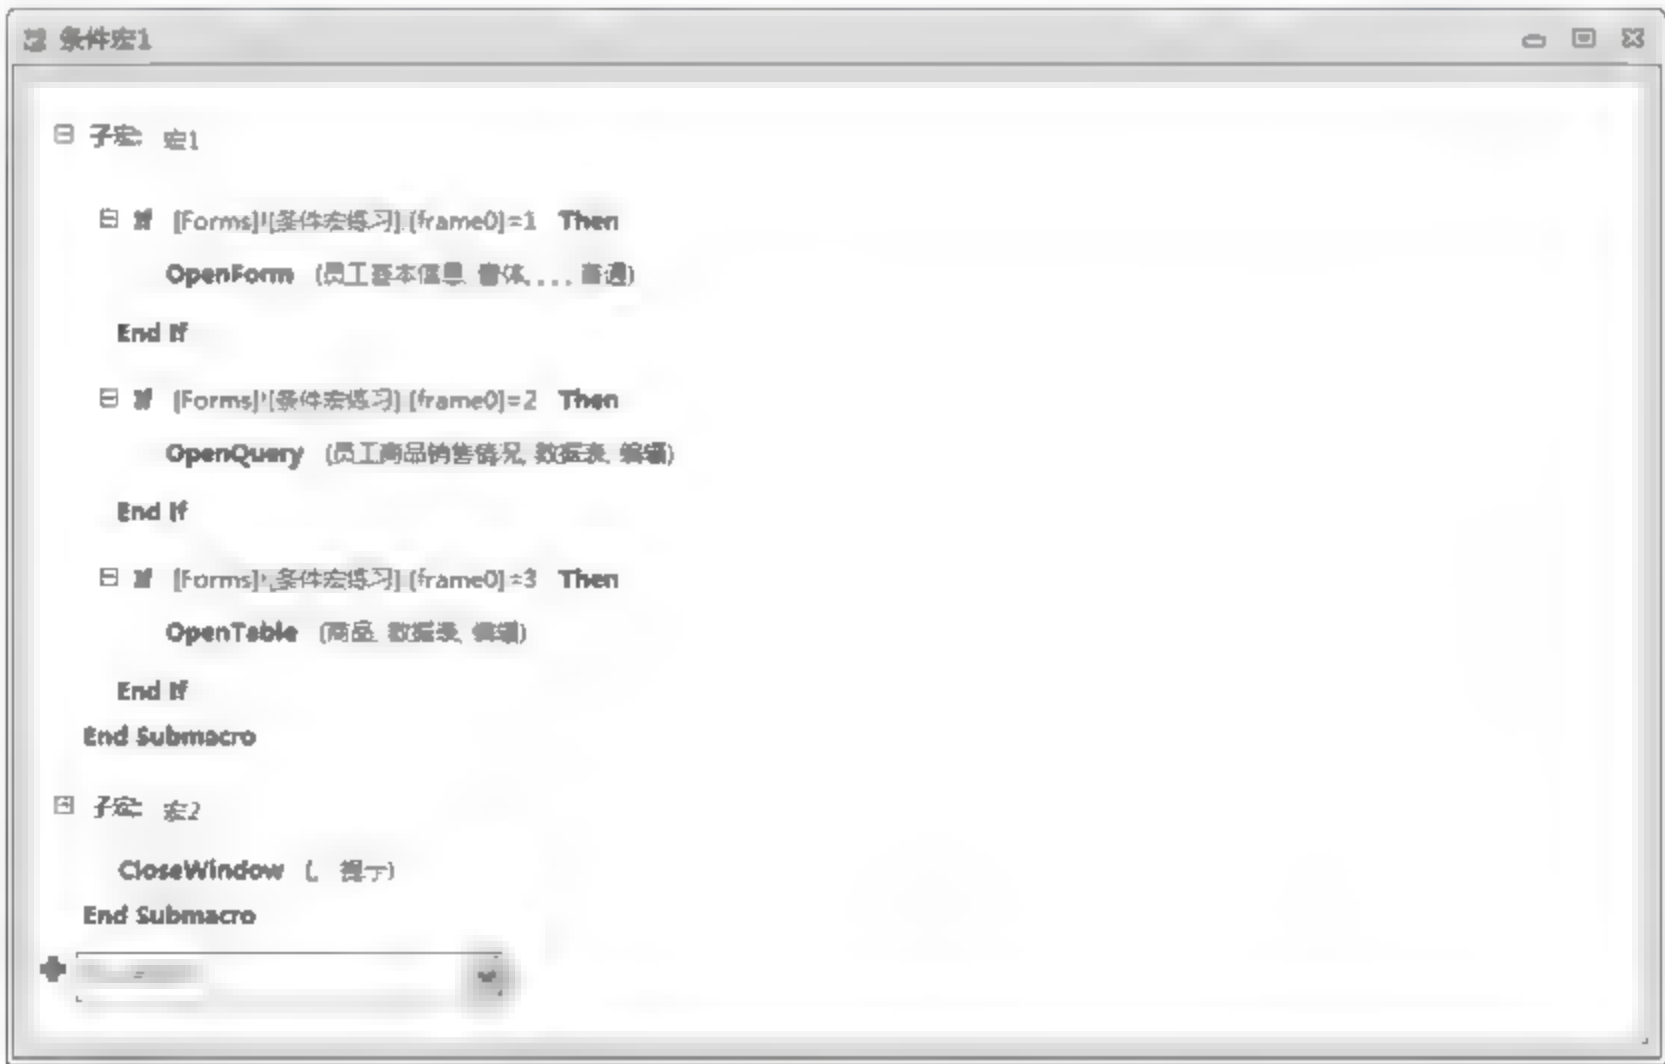 条件宏1
子宏: 宏1
If [Forms]![条件宏练习].[frame0]=1 Then
OpenForm (员工基本信息, 窗体, , , , 普通)
End If
If [Forms]![条件宏练习].[frame0]=2 Then
OpenQuery (员工商品销售情况, 数据表, 编辑)
End If
If [Forms]![条件宏练习].[frame0]=3 Then
OpenTable (商品, 数据表, 编辑)
End If
End Submacro
子宏: 宏2
CloseWindow (, , 提示)
End Submacro